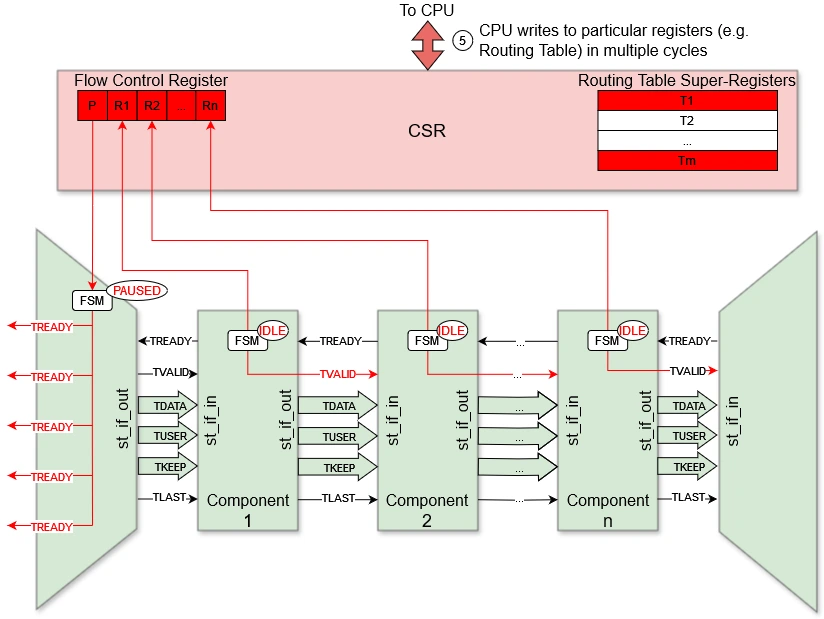 To CPU
5
CPU writes to particular registers (e.g.
Routing Table) in multiple cycles
Flow Control Register
Routing Table Super-Registers
P R1 R2 ... Rn
CSR
T1
T2
...
Tm
FSM
PAUSED
TREADY
TREADY
TREADY
TREADY
TREADY
st_if_out
TREADY
TVALID
TDATA
TUSER
TKEEP
TLAST
FSM
IDLE
st_if_in
st_if_out
Component
1
TREADY
TVALID
TDATA
TUSER
TKEEP
TLAST
FSM
IDLE
st_if_in
st_if_out
Component
2
...
...
...
...
...
...
FSM
IDLE
st_if_in
st_if_out
Component
n
TREADY
TVALID
TDATA
TUSER
TKEEP
TLAST
st_if_in